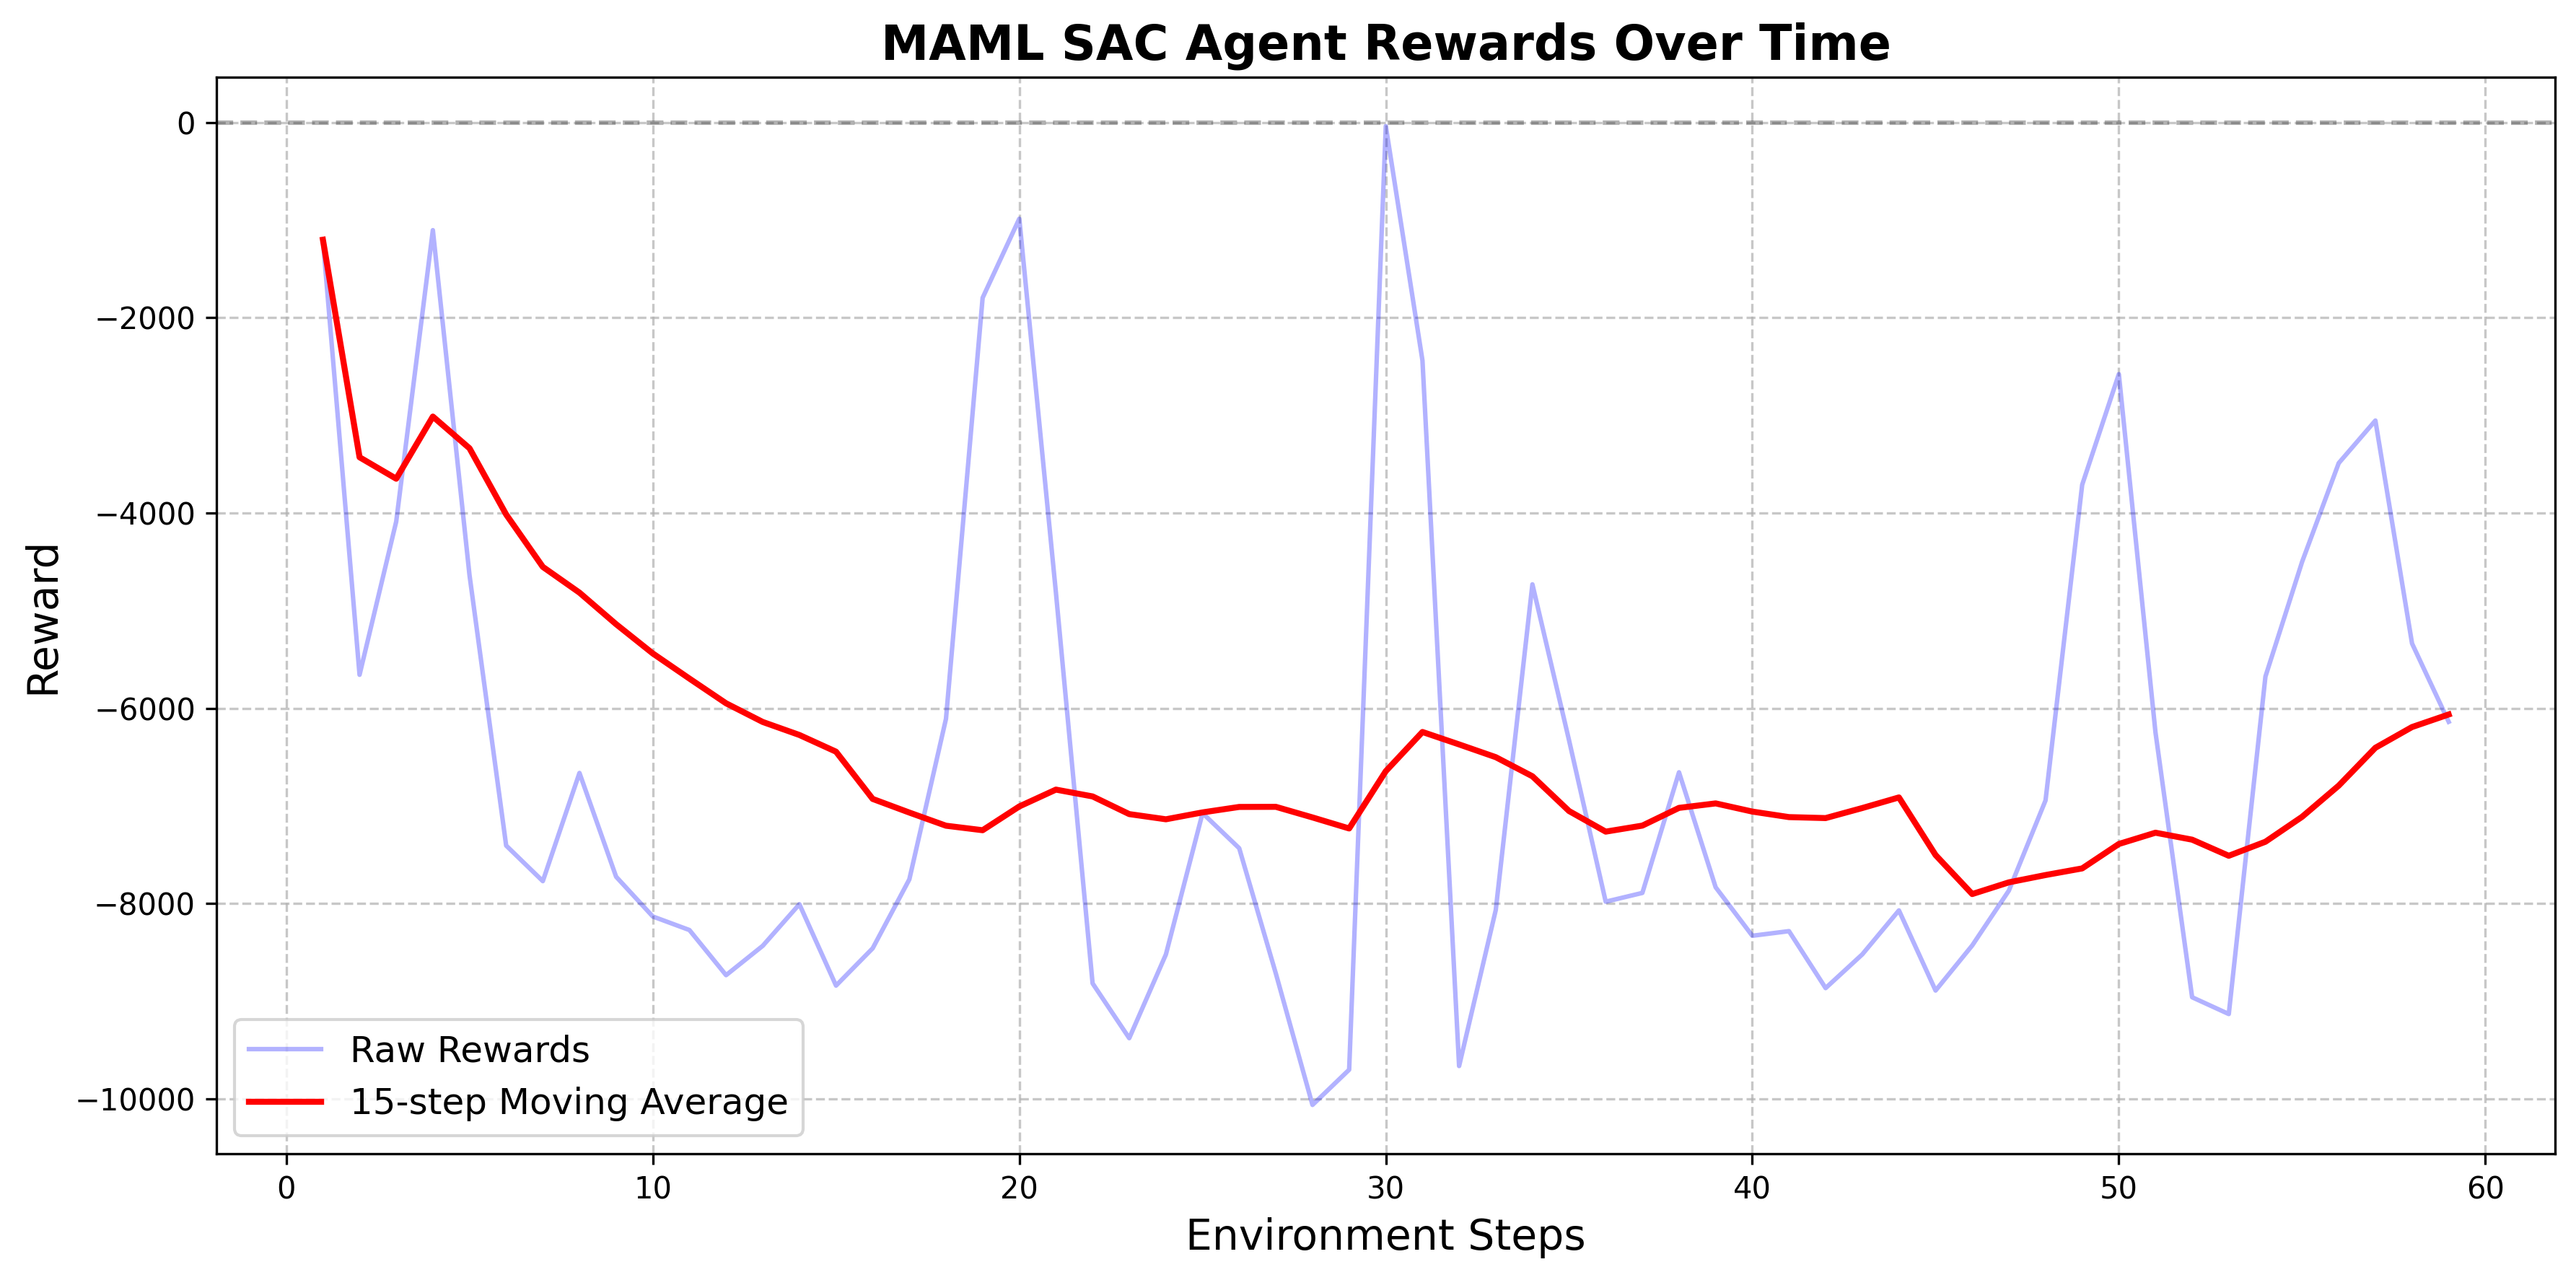 MAML SAC Agent Rewards Over Time
Reward
0
−2000
−4000
−6000
−8000
−10000
Raw Rewards
15-step Moving Average
0 10 20 30 40 50 60
Environment Steps